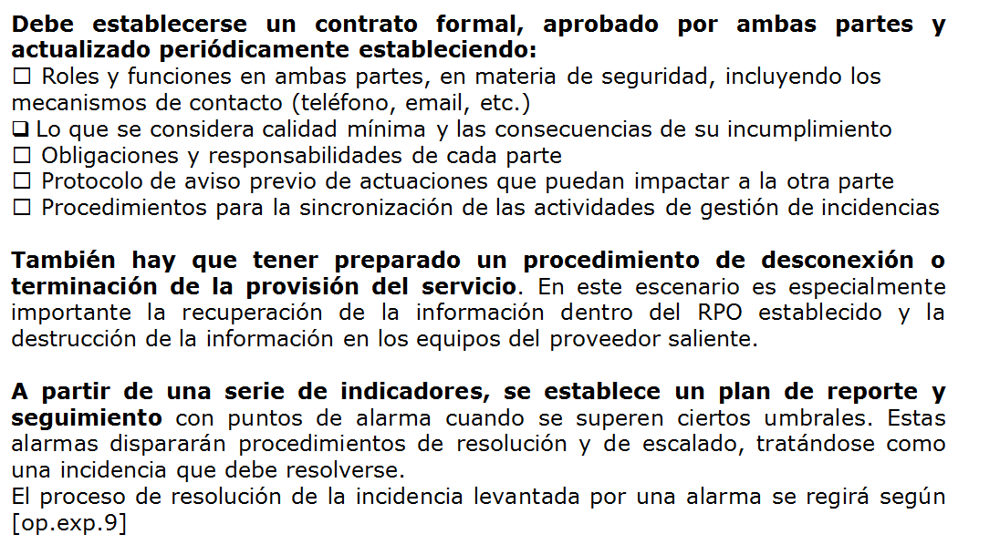 Debe establecerse un contrato formal, aprobado por ambas partes y
actualizado periódicamente estableciendo:
☐ Roles y funciones en ambas partes, en materia de seguridad, incluyendo los
mecanismos de contacto (teléfono, email, etc.)
❑ Lo que se considera calidad mínima y las consecuencias de su incumplimiento
☐ Obligaciones y responsabilidades de cada parte
☐ Protocolo de aviso previo de actuaciones que puedan impactar a la otra parte
☐ Procedimientos para la sincronización de las actividades de gestión de incidencias
También hay que tener preparado un procedimiento de desconexión o
terminación de la provisión del servicio. En este escenario es especialmente
importante la recuperación de la información dentro del RPO establecido y la
destrucción de la información en los equipos del proveedor saliente.
A partir de una serie de indicadores, se establece un plan de reporte y
seguimiento con puntos de alarma cuando se superen ciertos umbrales. Estas
alarmas dispararán procedimientos de resolución y de escalado, tratándose como
una incidencia que debe resolverse.
El proceso de resolución de la incidencia levantada por una alarma se regirá según
[op.exp.9]